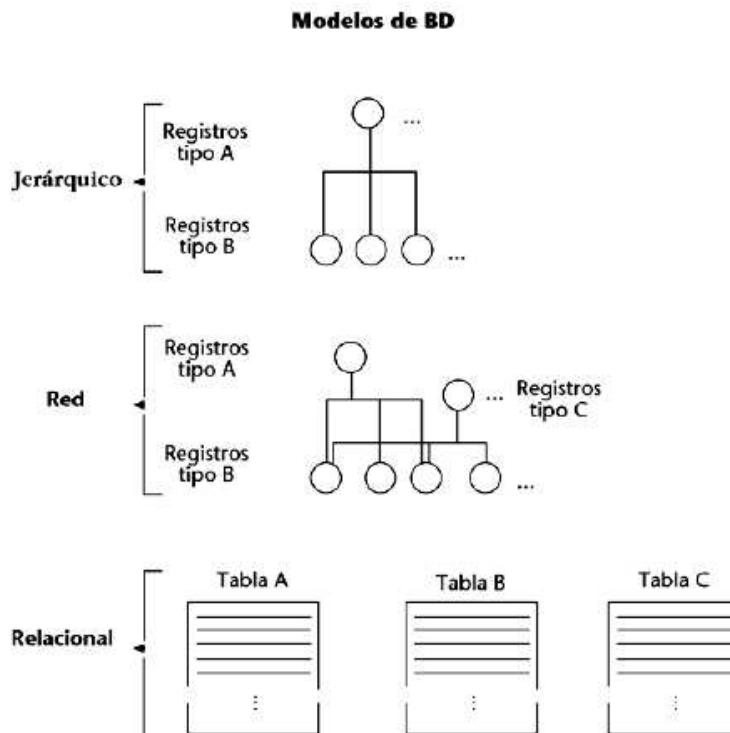 Modelos de BD
Registros
tipo A
...
Jerárquico
Registros
tipo B
...
Registros
tipo A
... Registros
tipo C
Red
Registros
tipo B
...
Tabla A
Tabla B
Tabla C
Relacional